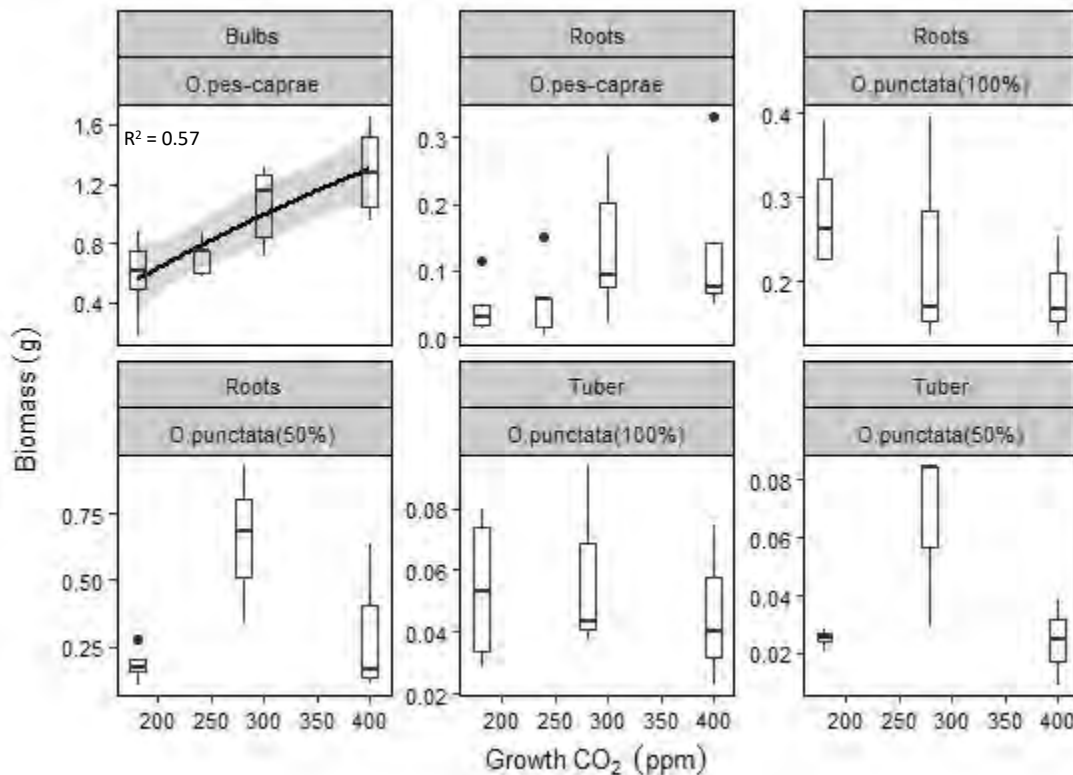 Bulbs
O.pes-caprae
R² = 0.57
1.6
1.2
0.8
0.4
Roots
O.pes-caprae
0.3
0.2
0.1
0.0
Roots
O.punctata(100%)
0.4
0.3
0.2
Biomass (g)
Roots
O.punctata(50%)
0.75
0.50
0.25
200 250 300 350 400
Tuber
O.punctata(100%)
0.08
0.06
0.04
0.02
200 250 300 350 400
Tuber
O.punctata(50%)
0.08
0.06
0.04
0.02
200 250 300 350 400
Growth CO₂ (ppm)